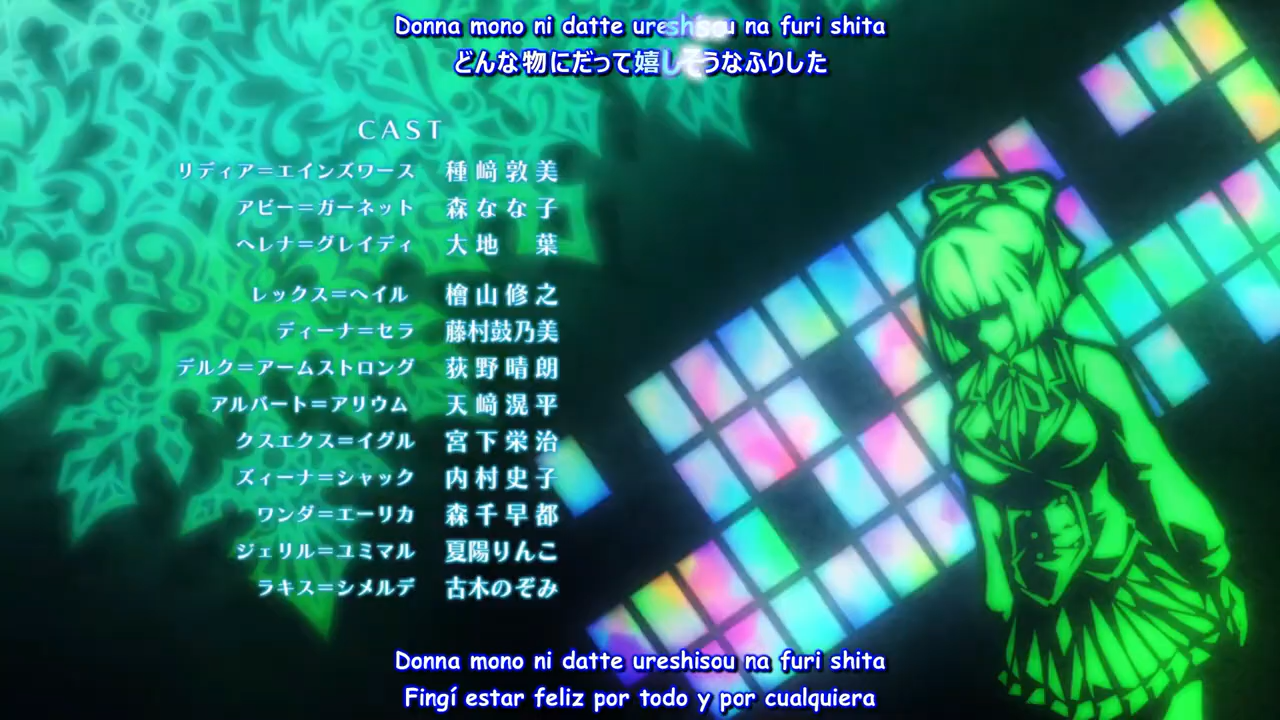 Donna mono ni datte ureshisou na furi shita
どんな物にだって嬉しそうなふりした
CAST
リディア＝エインズワース 種﨑敦美
アビー＝ガーネット 森なな子
ヘレナ＝グレイディ 大地 葉
レックス＝ヘイル 檜山修之
ディーナ＝セラ 藤村鼓乃美
デルク＝アームストロング 荻野晴朗
アルバート＝アリウム 天﨑滉平
クスエクス＝イグル 宮下栄治
ズィーナ＝シャック 内村史子
ワンダ＝エーリカ 森千早都
ジェリル＝ユミマル 夏陽りんこ
ラキス＝シメルデ 古木のぞみ
Donna mono ni datte ureshisou na furi shita
Fingí estar feliz por todo y por cualquiera